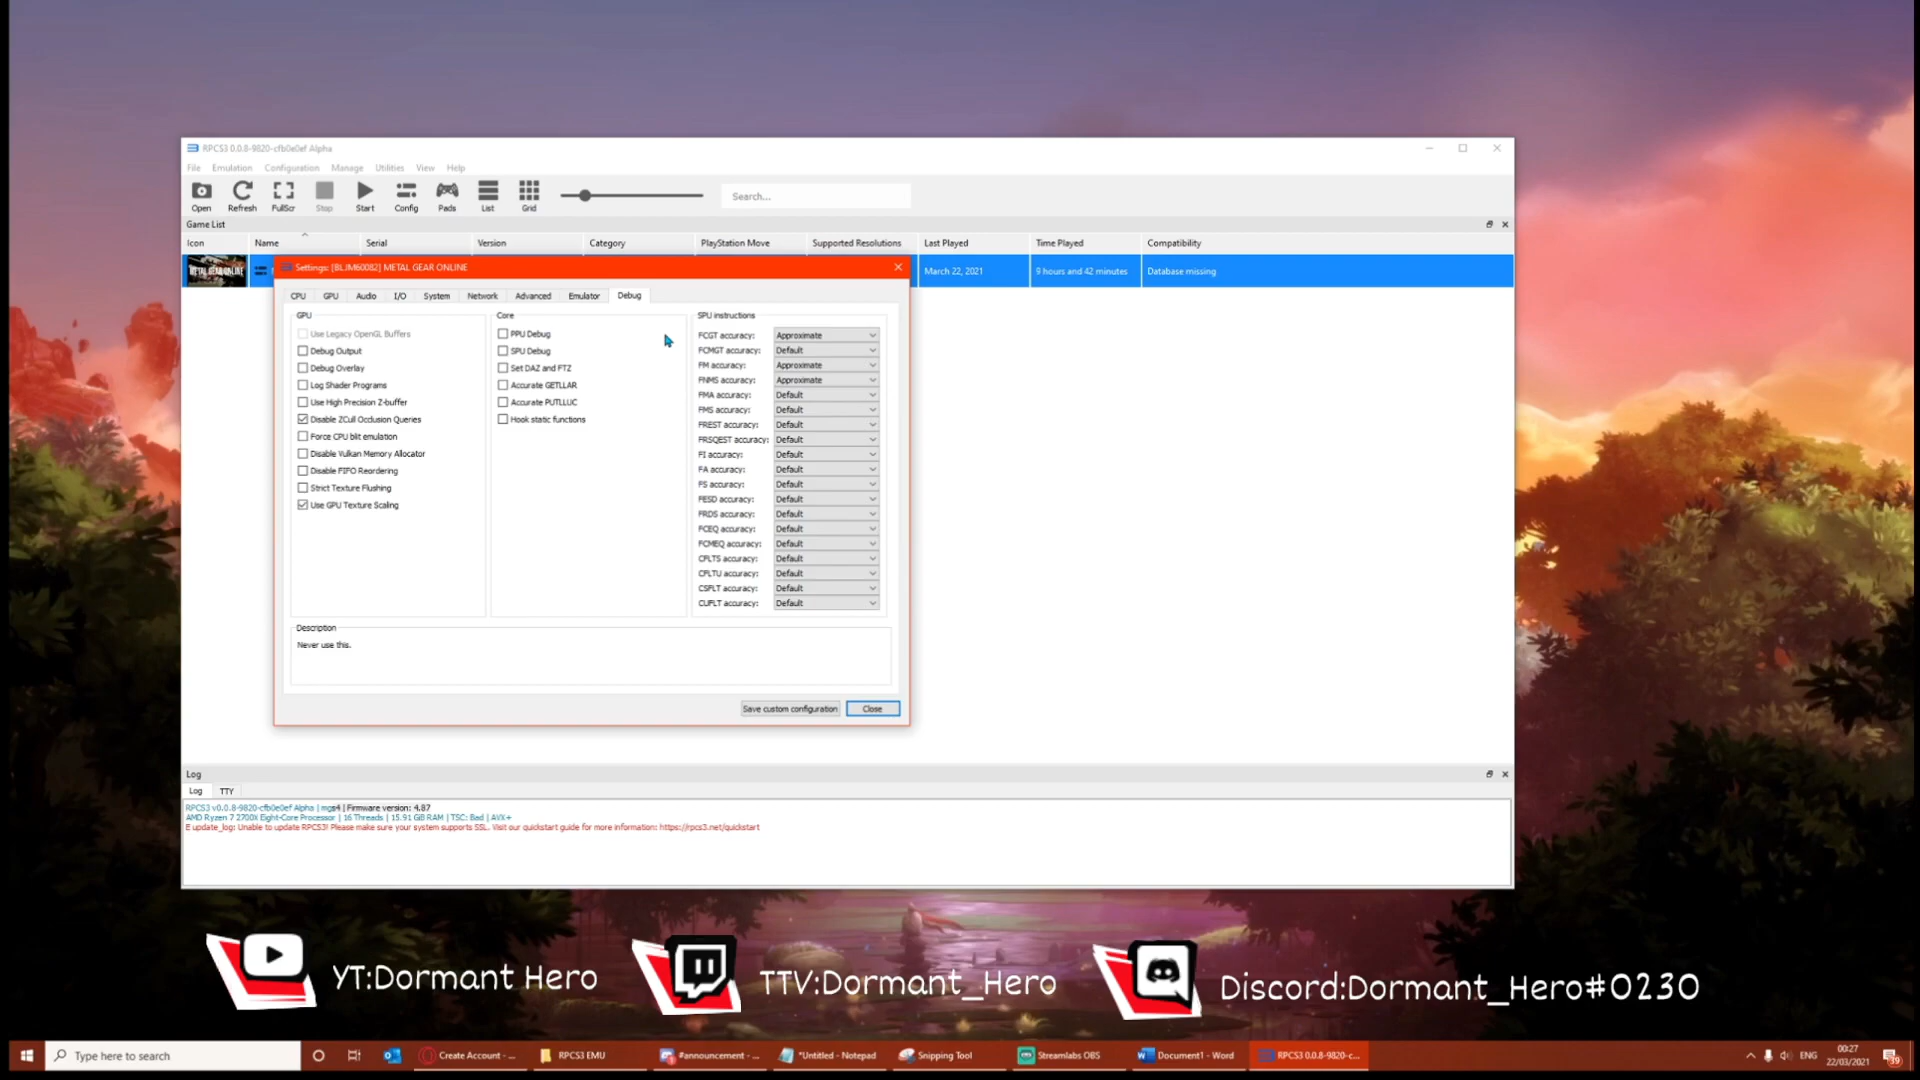 RPCS3 0.0.8-9820-cfb0e0ef Alpha
File Emulation Configuration Manage Utilities View Help
Open Refresh FullScr Stop Start Config Pads List Grid Search...
Game List
Icon Name Serial Version Category PlayStation Move Supported Resolutions Last Played Time Played Compatibility
METAL GEAR ONLINE March 22, 2021 9 hours and 42 minutes Database missing
Settings: [BLJM60082] METAL GEAR ONLINE
CPU GPU Audio I/O System Network Advanced Emulator Debug
GPU
Use Legacy OpenGL Buffers
Debug Output
Debug Overlay
Log Shader Programs
Use High Precision Z-buffer
Disable ZCull Occlusion Queries
Force CPU blit emulation
Disable Vulkan Memory Allocator
Disable FIFO Reordering
Strict Texture Flushing
Use GPU Texture Scaling
Core
PPU Debug
SPU Debug
Set DAZ and FTZ
Accurate GETLLAR
Accurate PUTLLUC
Hook static functions
SPU instructions
FCGT accuracy: Approximate
FCMGT accuracy: Default
FM accuracy: Approximate
FNMS accuracy: Approximate
FMA accuracy: Default
FMS accuracy: Default
FREST accuracy: Default
FRSQEST accuracy: Default
FI accuracy: Default
FA accuracy: Default
FS accuracy: Default
FESD accuracy: Default
FRDS accuracy: Default
FCEQ accuracy: Default
FCMEQ accuracy: Default
CFLTS accuracy: Default
CFLTU accuracy: Default
CSFLT accuracy: Default
CUFLT accuracy: Default
Description
Never use this.
Save custom configuration Close
Log
Log TTY
RPCS3 v0.0.8-9820-cfb0e0ef Alpha | mgs4 | Firmware version: 4.87
AMD Ryzen 7 2700X Eight-Core Processor | 16 Threads | 15.91 GiB RAM | TSC: Bad | AVX+
E update_log: Unable to update RPCS3! Please make sure your system supports SSL. Visit our quickstart guide for more information: https://rpcs3.net/quickstart
YT:Dormant Hero TTV:Dormant_Hero Discord:Dormant_Hero#0230
Type here to search Create Account - ... RPCS3 EMU #announcement - ... *Untitled - Notepad Snipping Tool Streamlabs OBS Document1 - Word RPCS3 0.0.8-9820-c... ENG 00:27
22/03/2021 39